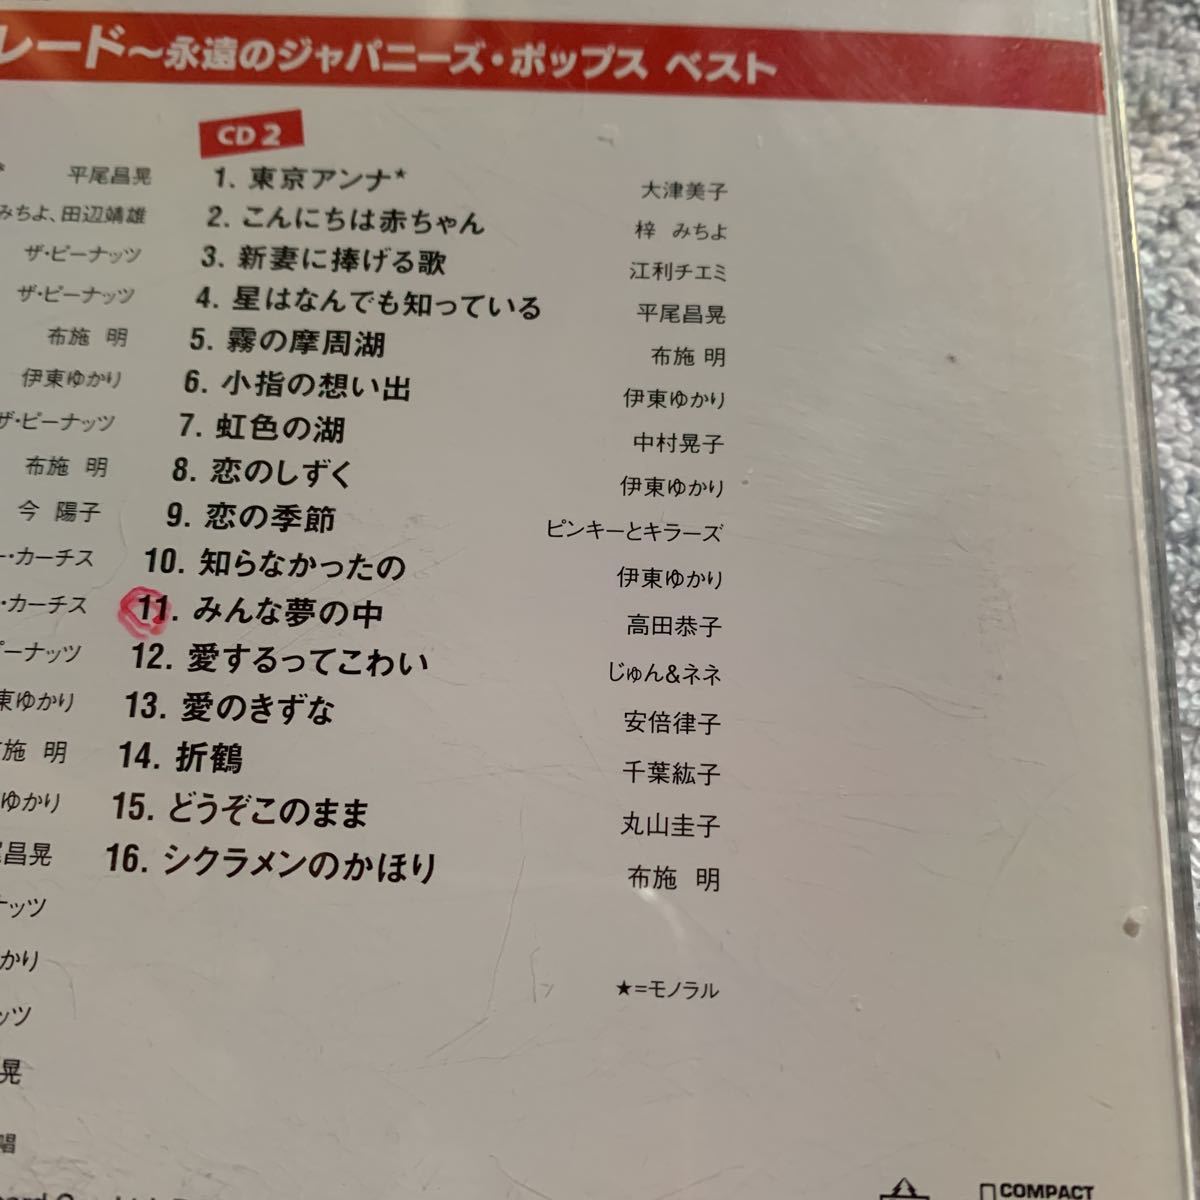 レード～永遠のジャパニーズ・ポップス ベスト
CD 2
平尾昌晃
みちよ、田辺靖雄
ザ・ピーナッツ
ザ・ピーナッツ
布施 明
伊東ゆかり
ザ・ピーナッツ
布施 明
今 陽子
ー・カーチス
・カーチス
ピーナッツ
東ゆかり
施 明
ゆかり
尾昌晃
ナッツ
かり
ッツ
晃
唱
1. 東京アンナ* 大津美子
2. こんにちは赤ちゃん 梓 みちよ
3. 新妻に捧げる歌 江利チエミ
4. 星はなんでも知っている 平尾昌晃
5. 霧の摩周湖 布施 明
6. 小指の想い出 伊東ゆかり
7. 虹色の湖 中村晃子
8. 恋のしずく 伊東ゆかり
9. 恋の季節 ピンキーとキラーズ
10. 知らなかったの 伊東ゆかり
11. みんな夢の中 高田恭子
12. 愛するってこわい じゅん&ネネ
13. 愛のきずな 安倍律子
14. 折鶴 千葉紘子
15. どうぞこのまま 丸山圭子
16. シクラメンのかほり 布施 明
★=モノラル
COMPACT